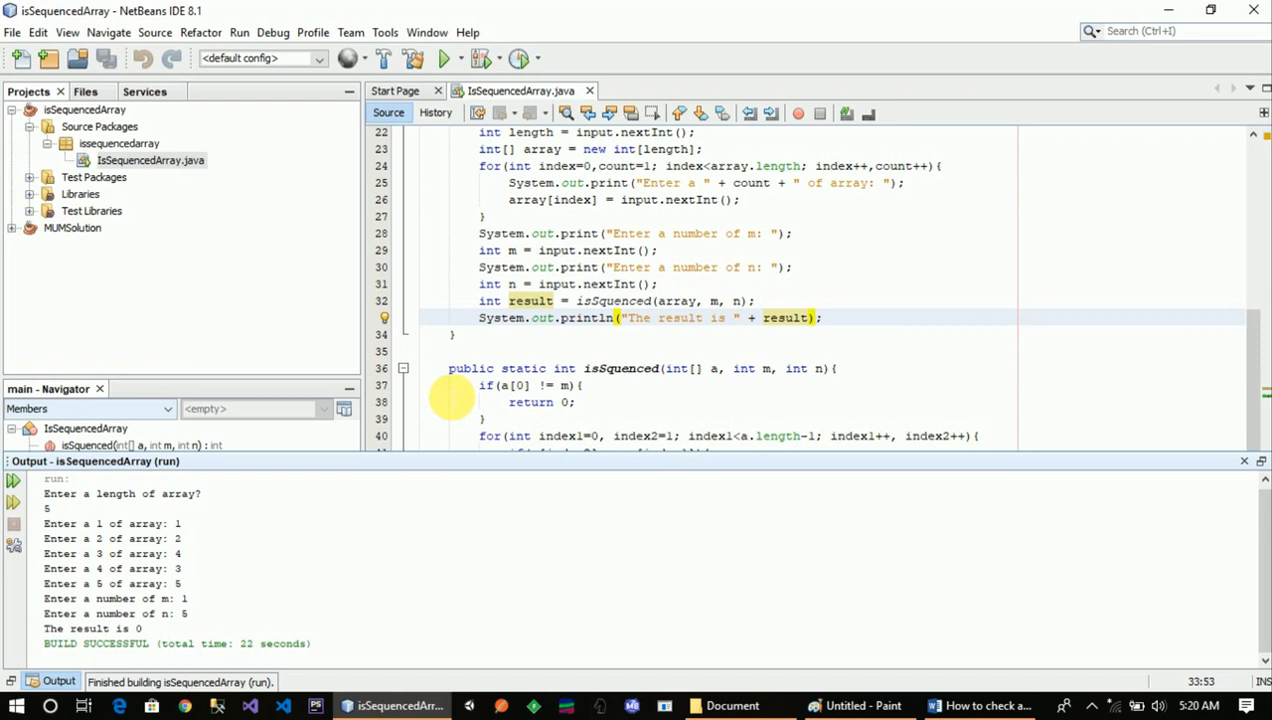 isSequencedArray - NetBeans IDE 8.1
File Edit View Navigate Source Refactor Run Debug Profile Team Tools Window Help
Search (Ctrl+I)
<default config>
Projects Files Services
Start Page IsSequencedArray.java
isSequencedArray
Source Packages
issequencedarray
IsSequencedArray.java
Test Packages
Libraries
Test Libraries
MUMSolution
Source History
22 int length = input.nextInt();
23 int[] array = new int[length];
24 for(int index=0,count=1; index<array.length; index++,count++){
25 System.out.print("Enter a " + count + " of array: ");
26 array[index] = input.nextInt();
27 }
28 System.out.print("Enter a number of m: ");
29 int m = input.nextInt();
30 System.out.print("Enter a number of n: ");
31 int n = input.nextInt();
32 int result = isSquenced(array, m, n);
33 System.out.println("The result is " + result);
34 }
35
36 public static int isSquenced(int[] a, int m, int n){
37 if(a[0] != m){
38 return 0;
39 }
40 for(int index1=0, index2=1; index1<a.length-1; index1++, index2++){
main - Navigator
Members <empty>
IsSequencedArray
isSquenced(int[] a, int m, int n) : int
Output - isSequencedArray (run)
run:
Enter a length of array?
5
Enter a 1 of array: 1
Enter a 2 of array: 2
Enter a 3 of array: 4
Enter a 4 of array: 3
Enter a 5 of array: 5
Enter a number of m: 1
Enter a number of n: 5
The result is 0
BUILD SUCCESSFUL (total time: 22 seconds)
Output Finished building isSequencedArray (run). 33:53 INS
isSequencedArr... Document Untitled - Paint How to check a... 5:20 AM